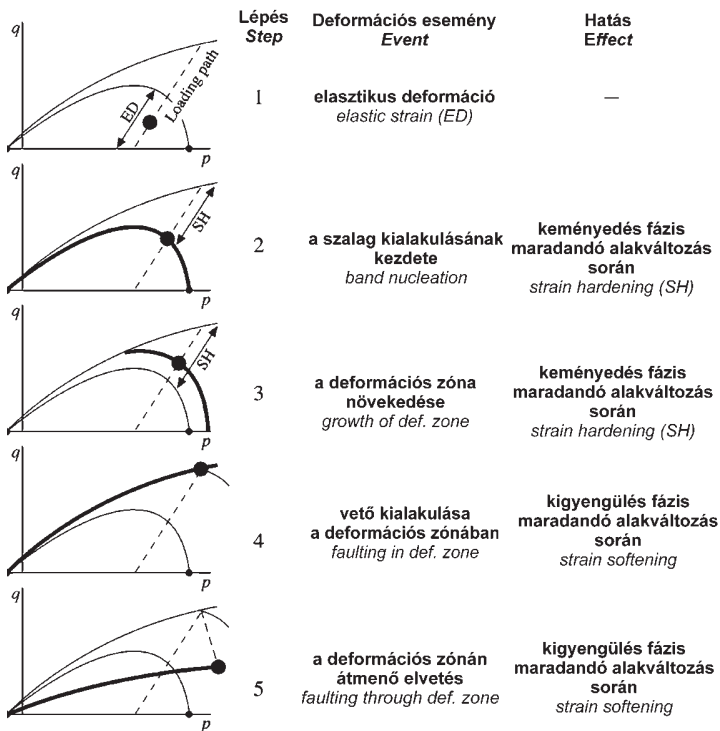 Lépés
Step
Deformációs esemény
Event
Hatás
Effect
q
ED
Loading path
p
1
elasztikus deformáció
elastic strain (ED)
—
q
SH
p
2
a szalag kialakulásának
kezdete
band nucleation
keményedés fázis
maradandó alakváltozás
során
strain hardening (SH)
q
SH
p
3
a deformációs zóna
növekedése
growth of def. zone
keményedés fázis
maradandó alakváltozás
során
strain hardening (SH)
q
p
4
vető kialakulása
a deformációs zónában
faulting in def. zone
kigyengülés fázis
maradandó alakváltozás
során
strain softening
q
p
5
a deformációs zónán
átmenő elvetés
faulting through def. zone
kigyengülés fázis
maradandó alakváltozás
során
strain softening